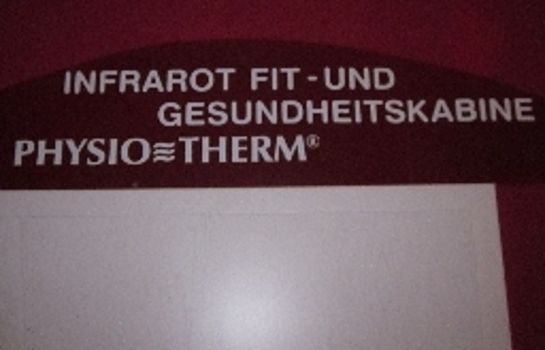 INFRAROT FIT-UND
GESUNDHEITSKABINE
PHYSIO≋THERM®